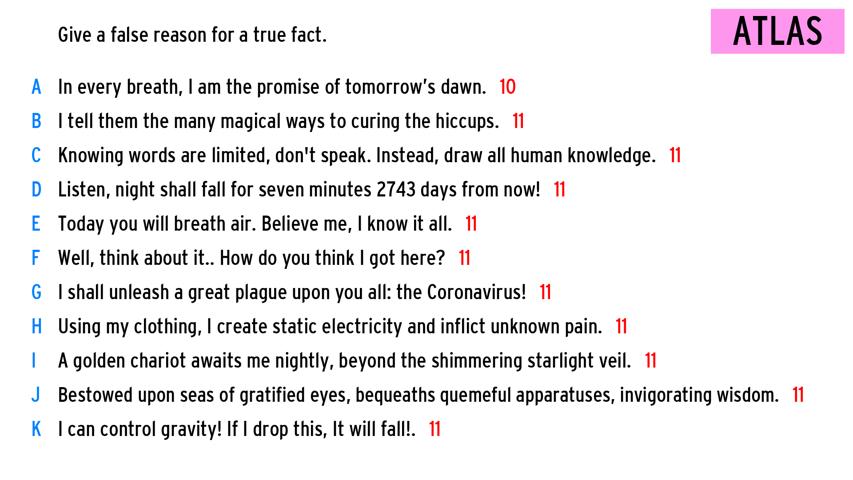 Give a false reason for a true fact.
ATLAS
A In every breath, I am the promise of tomorrow's dawn. 10
B I tell them the many magical ways to curing the hiccups. 11
C Knowing words are limited, don't speak. Instead, draw all human knowledge. 11
D Listen, night shall fall for seven minutes 2743 days from now! 11
E Today you will breath air. Believe me, I know it all. 11
F Well, think about it.. How do you think I got here? 11
G I shall unleash a great plague upon you all: the Coronavirus! 11
H Using my clothing, I create static electricity and inflict unknown pain. 11
I A golden chariot awaits me nightly, beyond the shimmering starlight veil. 11
J Bestowed upon seas of gratified eyes, bequeaths quemeful apparatuses, invigorating wisdom. 11
K I can control gravity! If I drop this, It will fall!. 11